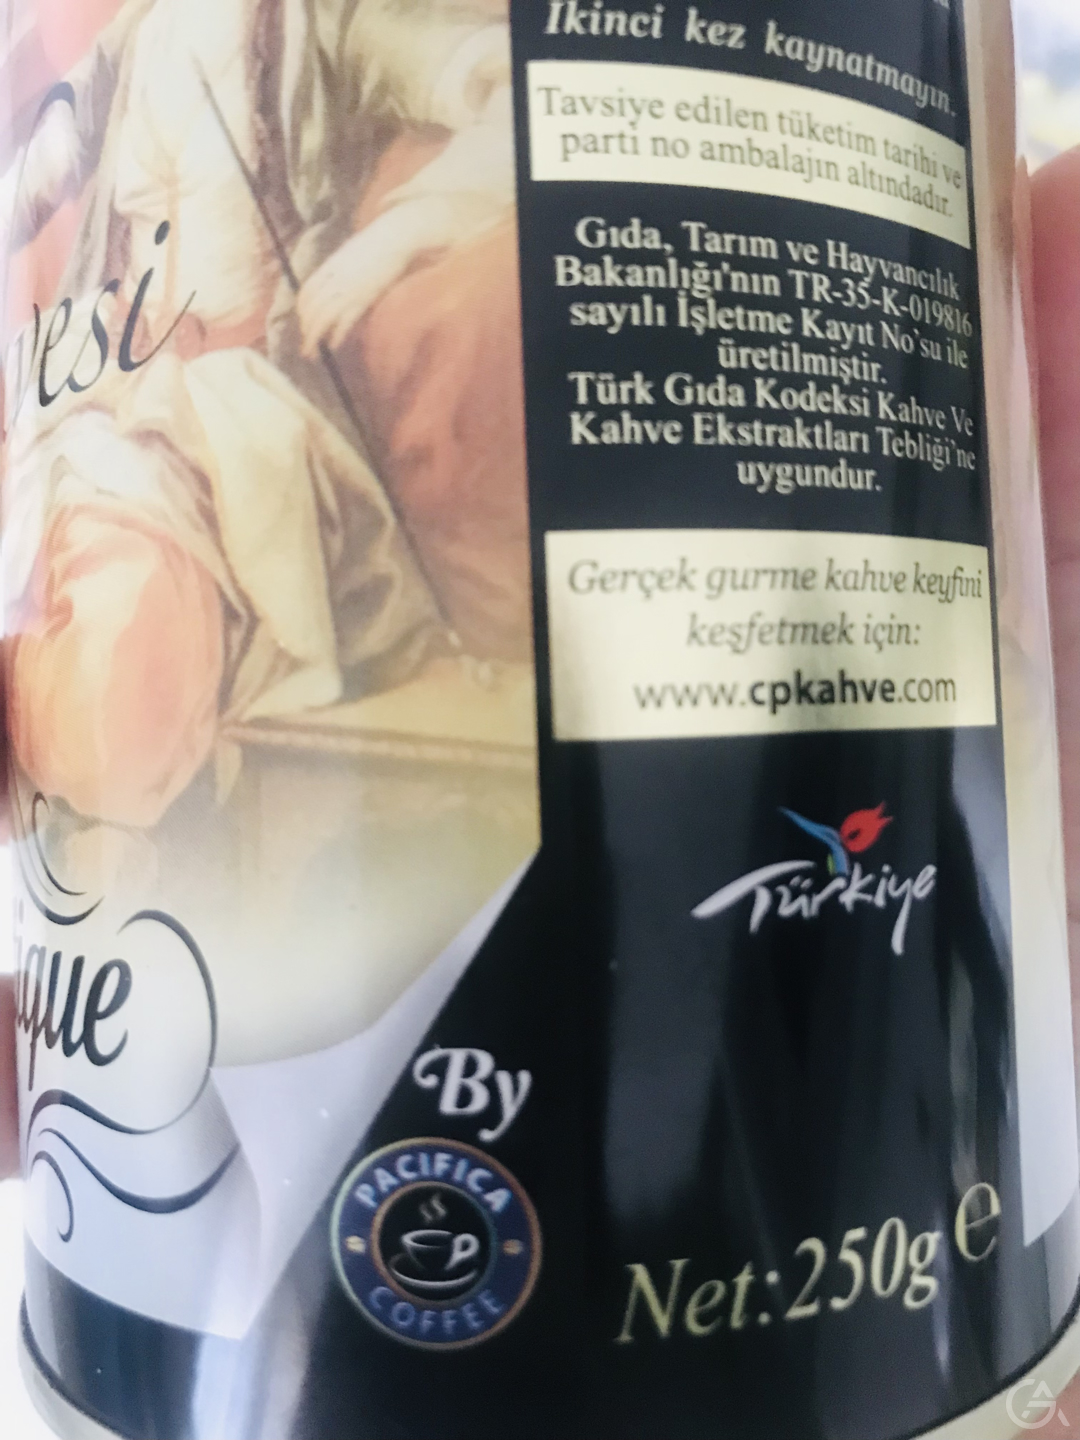 İkinci kez kaynatmayın.
Tavsiye edilen tüketim tarihi ve
parti no ambalajın altındadır.
Gıda, Tarım ve Hayvancılık
Bakanlığı'nın TR-35-K-019816
sayılı İşletme Kayıt No'su ile
üretilmiştir.
Türk Gıda Kodeksi Kahve Ve
Kahve Ekstraktları Tebliği'ne
uygundur.
Gerçek gurme kahve keyfini
keşfetmek için:
www.cpkahve.com
Türkiye
vesi
ique
By
PACIFICA
COFFEE
Net: 250g e